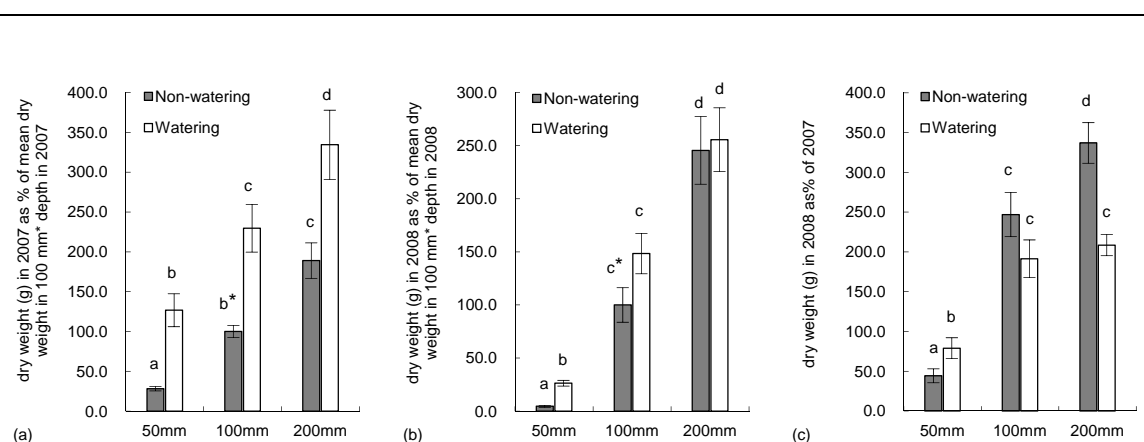 dry weight (g) in 2007 as % of mean dry
weight in 100 mm* depth in 2007
400.0
350.0
300.0
250.0
200.0
150.0
100.0
50.0
0.0
Non-watering
Watering
a
b
b*
c
c
d
50mm
100mm
200mm
(a)
dry weight (g) in 2008 as % of mean dry
weight in 100 mm* depth in 2008
300.0
250.0
200.0
150.0
100.0
50.0
0.0
Non-watering
Watering
a
b
c*
c
d
d
50mm
100mm
200mm
(b)
dry weight (g) in 2008 as% of 2007
400.0
350.0
300.0
250.0
200.0
150.0
100.0
50.0
0.0
Non-watering
Watering
a
b
c
c
d
c
50mm
100mm
200mm
(c)